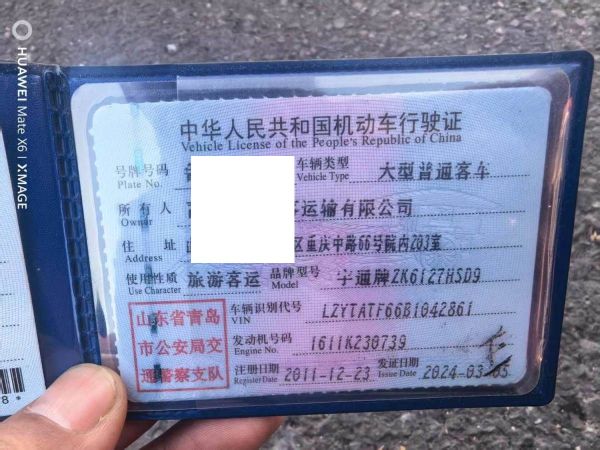 HUAWEI Mate X6 | XMAGE
中华人民共和国机动车行驶证
Vehicle License of the People's Republic of China
号牌号码 车辆类型 大型普通客车
Plate No. Vehicle Type
所有人 运输有限公司
Owner
住址 区重庆中路66号院内203室
Address
使用性质 旅游客运 品牌型号 宇通牌ZK6127HSD9
Use Character Model
山东省青岛
市公安局交
通警察支队
车辆识别代号 LZYTATF66B1042861
VIN
发动机号码 1611K230739
Engine No.
注册日期 2011-12-23 发证日期 2024-03-05
Register Date Issue Date
8*